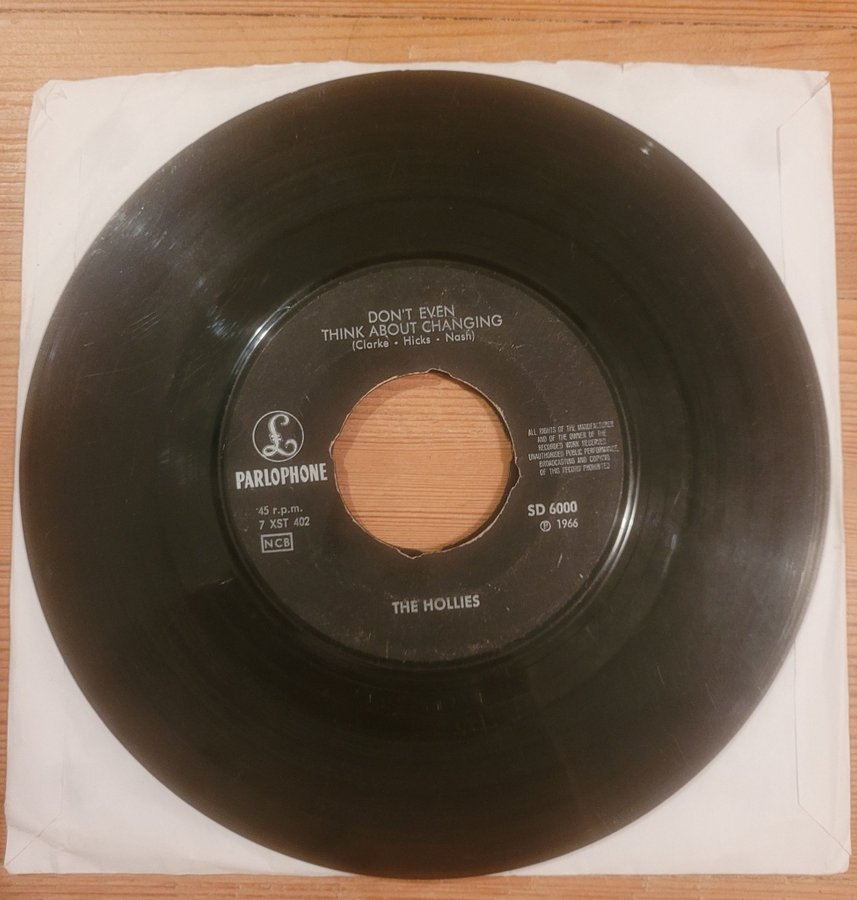 DON'T EVEN
THINK ABOUT CHANGING
(Clarke - Hicks - Nash)
£
PARLOPHONE
45 r.p.m.
7 XST 402
NCB
ALL RIGHTS OF THE MANUFACTURER
AND OF THE OWNER OF THE
RECORDED WORK RESERVED.
UNAUTHORISED PUBLIC PERFORMANCE,
BROADCASTING AND COPYING
OF THIS RECORD PROHIBITED
SD 6000
℗ 1966
THE HOLLIES